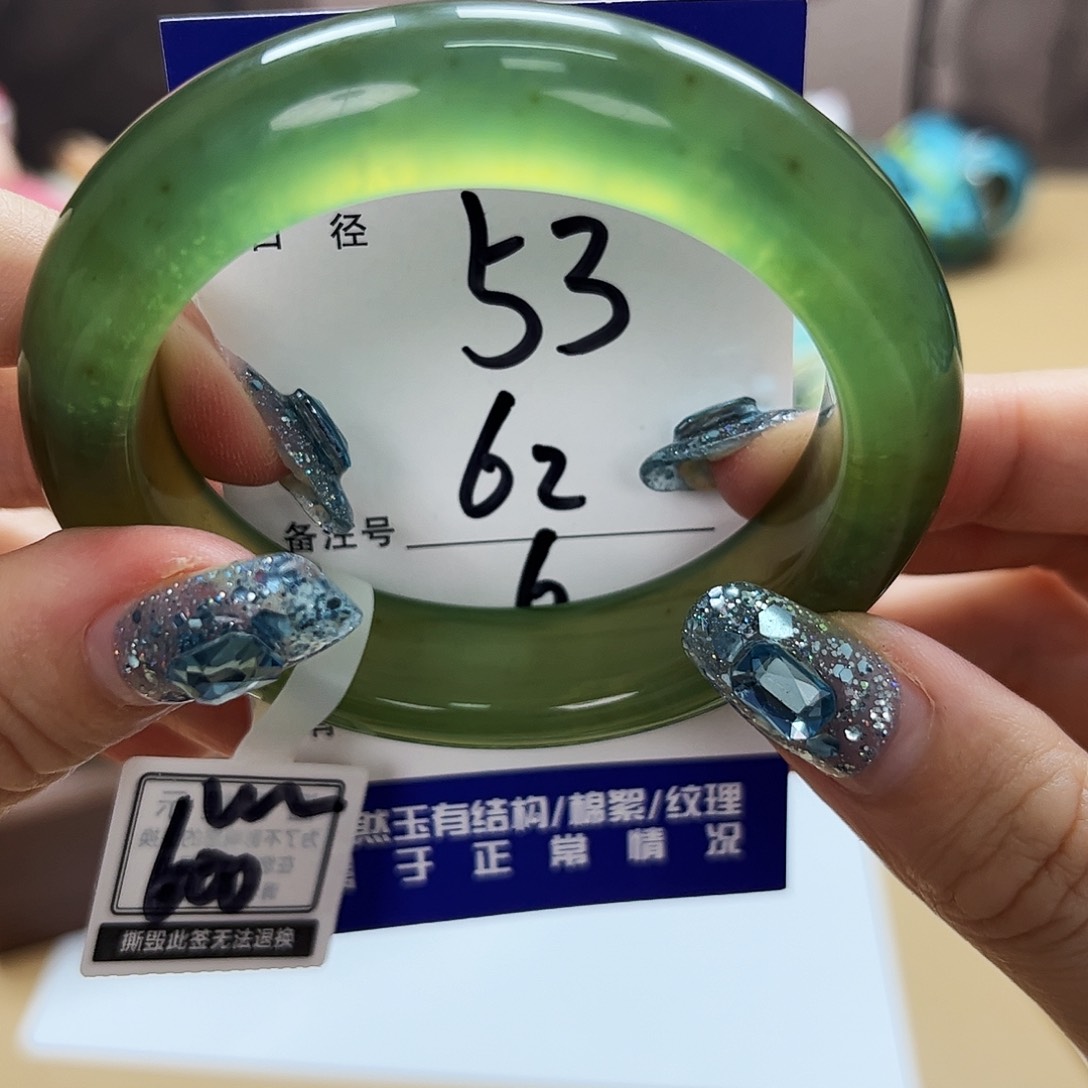 径 53
62
备注号
6
然玉有结构/棉絮/纹理
于正常情况
600
撕毁此签无法退换